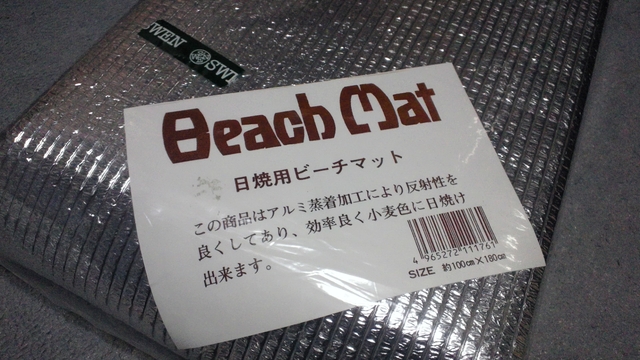 WEN SWI
Beach Mat
日焼用ビーチマット
この商品はアルミ蒸着加工により反射性を
良くしてあり、効率良く小麦色に日焼け
出来ます。
4 965272 111761
SIZE 約100cm×180cm